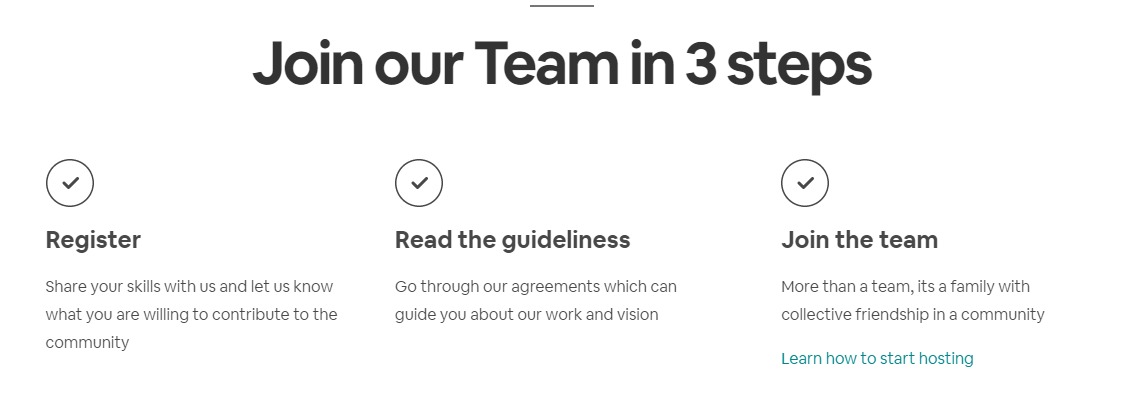 Join our Team in 3 steps
Register
Share your skills with us and let us know
what you are willing to contribute to the
community
Read the guideliness
Go through our agreements which can
guide you about our work and vision
Join the team
More than a team, its a family with
collective friendship in a community
Learn how to start hosting